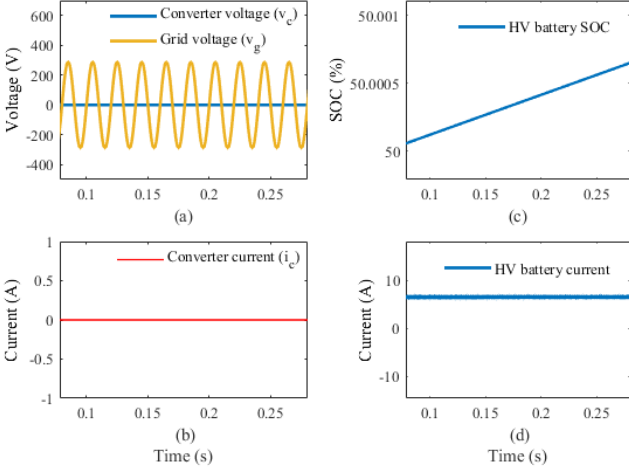 600
400
200
0
-200
-400
Voltage (V)
Converter voltage (v_c)
Grid voltage (v_g)
0.1 0.15 0.2 0.25
(a)
50.001
50.0005
50
SOC (%)
HV battery SOC
0.1 0.15 0.2 0.25
(c)
1
0.5
0
-0.5
-1
Current (A)
Converter current (i_c)
0.1 0.15 0.2 0.25
(b)
Time (s)
10
0
-10
Current (A)
HV battery current
0.1 0.15 0.2 0.25
(d)
Time (s)